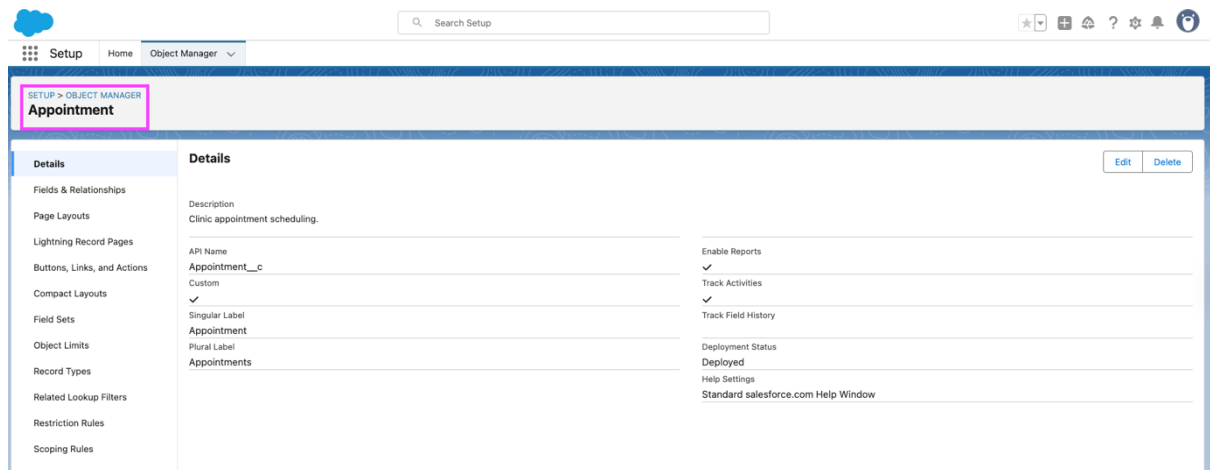 Search Setup
Setup
Home
Object Manager
SETUP > OBJECT MANAGER
Appointment
Details
Fields & Relationships
Page Layouts
Lightning Record Pages
Buttons, Links, and Actions
Compact Layouts
Field Sets
Object Limits
Record Types
Related Lookup Filters
Restriction Rules
Scoping Rules
Details
Edit
Delete
Description
Clinic appointment scheduling.
API Name
Appointment__c
Custom
Singular Label
Appointment
Plural Label
Appointments
Enable Reports
Track Activities
Track Field History
Deployment Status
Deployed
Help Settings
Standard salesforce.com Help Window